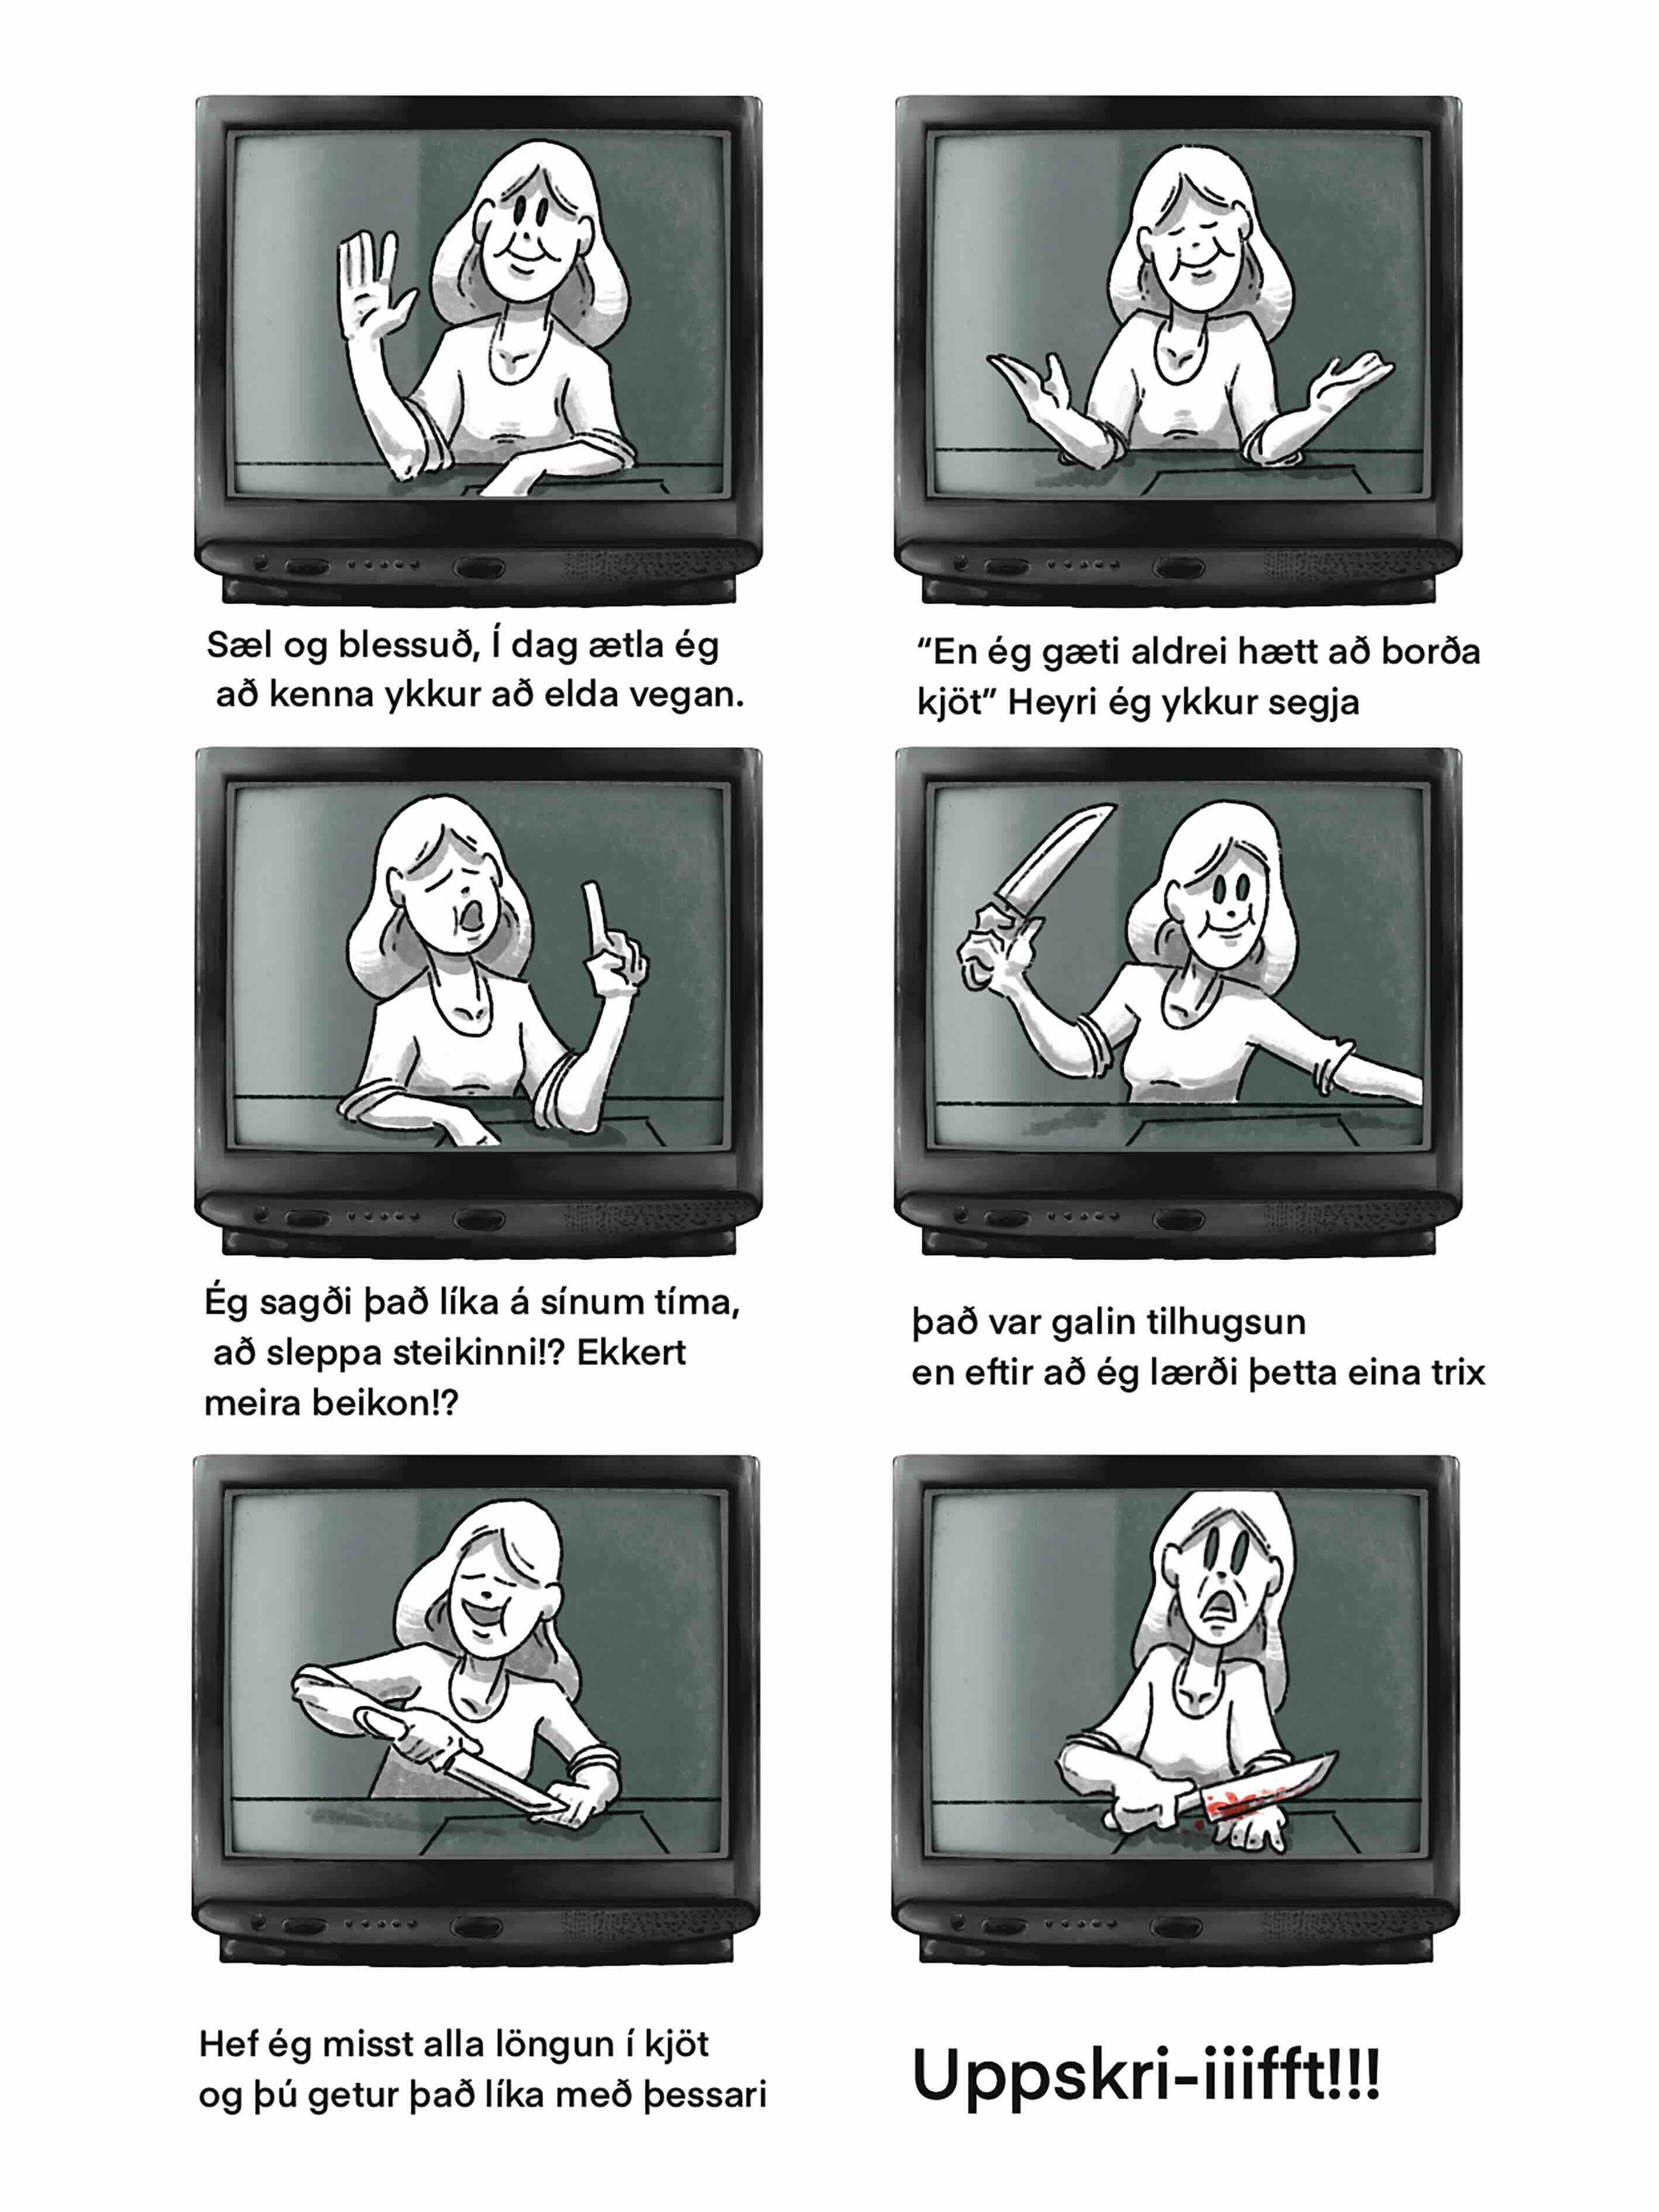 Sæl og blessuð, Í dag ætla ég
að kenna ykkur að elda vegan.
“En ég gæti aldrei hætt að borða
kjöt” Heyri ég ykkur segja
Ég sagði það líka á sínum tíma,
að sleppa steikinni!? Ekkert
meira beikon!?
það var galin tilhugsun
en eftir að ég lærði þetta eina trix
Hef ég misst alla löngun í kjöt
og þú getur það líka með þessari
Uppskri-iiifft!!!